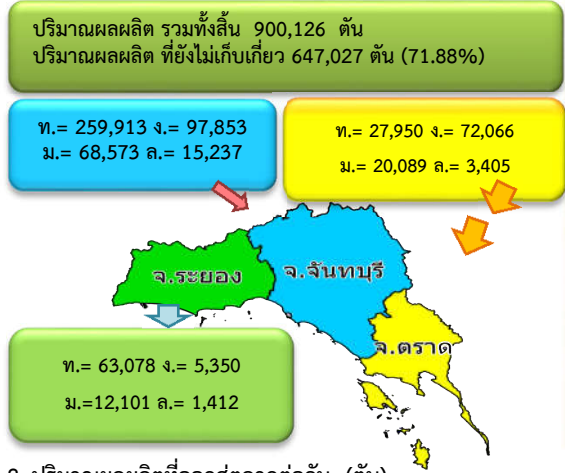 ปริมาณผลผลิต รวมทั้งสิ้น 900,126 ตัน
ปริมาณผลผลิต ที่ยังไม่เก็บเกี่ยว 647,027 ตัน (71.88%)
ท.= 259,913 ง.= 97,853
ม.= 68,573 ล.= 15,237
ท.= 27,950 ง.= 72,066
ม.= 20,089 ล.= 3,405
จ.ระยอง
จ.จันทบุรี
จ.ตราด
ท.= 63,078 ง.= 5,350
ม.=12,101 ล.= 1,412